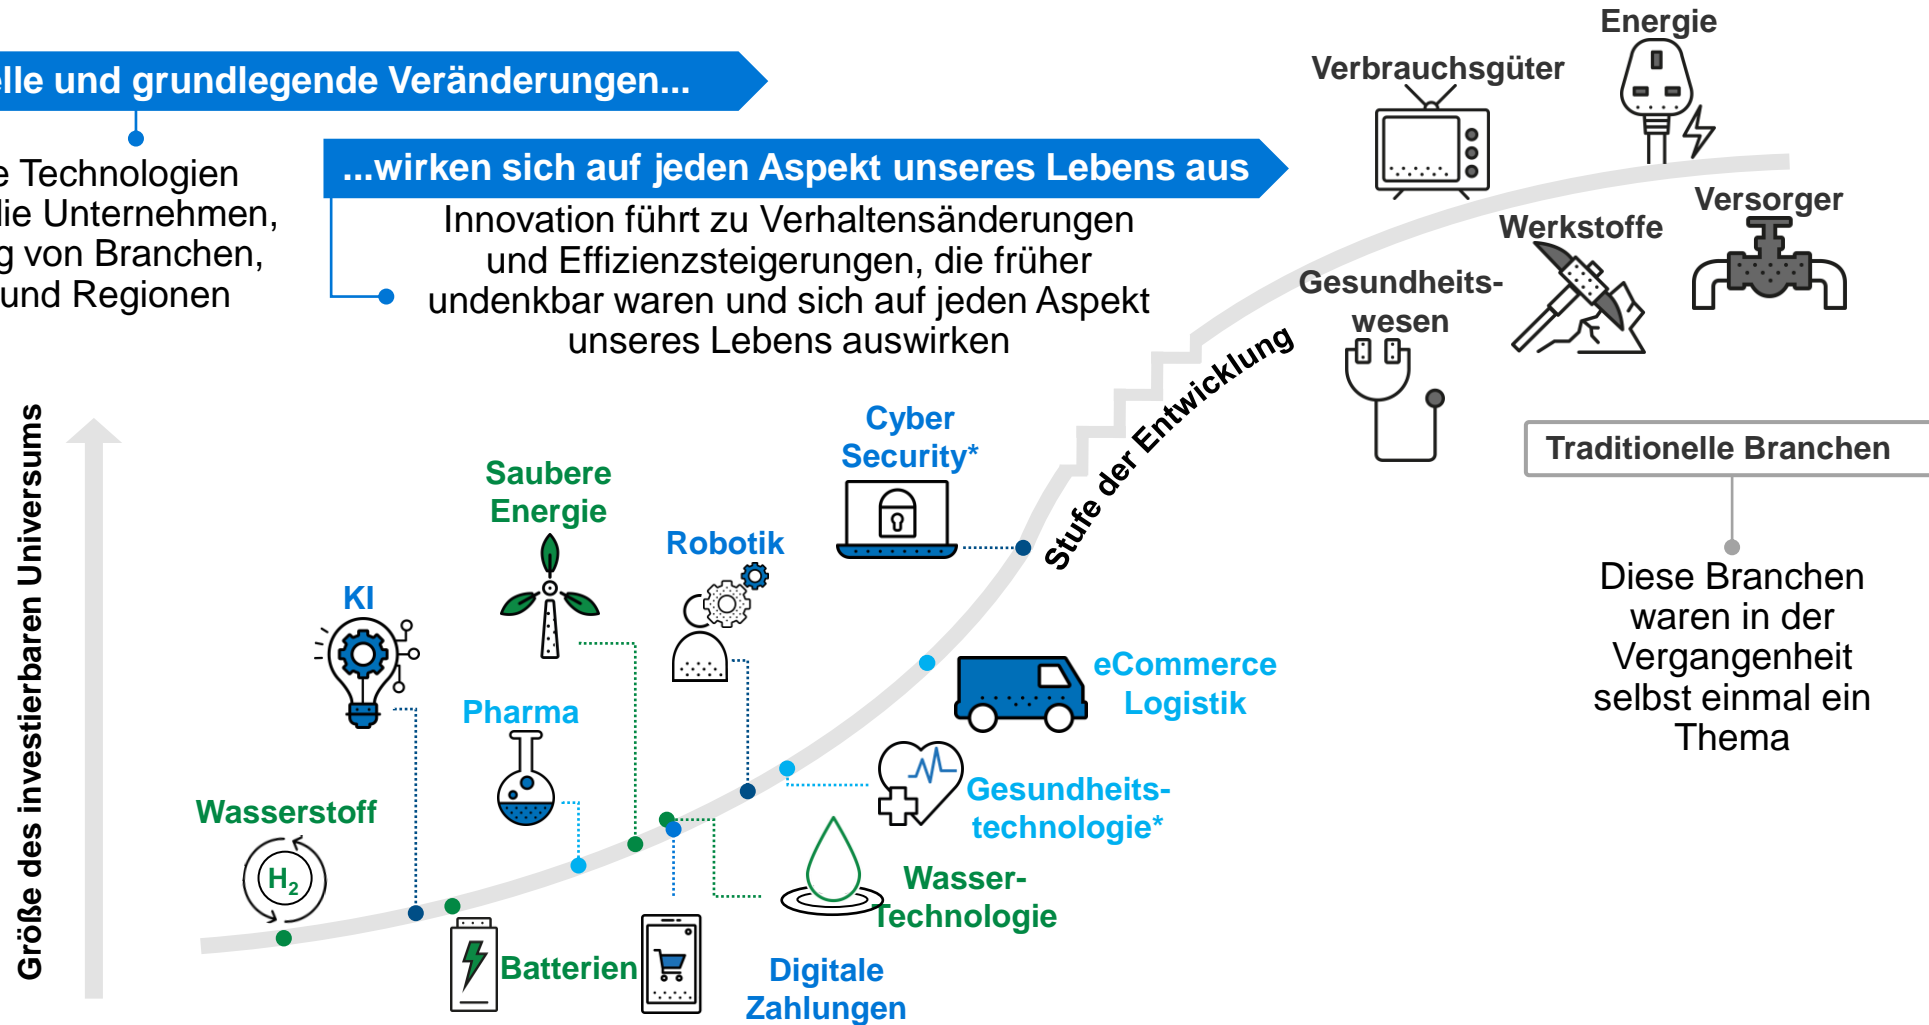 elle und grundlegende Veränderungen...
e Technologien
die Unternehmen,
g von Branchen,
und Regionen
...wirken sich auf jeden Aspekt unseres Lebens aus
Innovation führt zu Verhaltensänderungen
und Effizienzsteigerungen, die früher
undenkbar waren und sich auf jeden Aspekt
unseres Lebens auswirken
Energie
Verbrauchsgüter
Versorger
Werkstoffe
Gesundheits-
wesen
Traditionelle Branchen
Diese Branchen
waren in der
Vergangenheit
selbst einmal ein
Thema
Stufe der Entwicklung
Größe des investierbaren Universums
Cyber
Security*
Saubere
Energie
Robotik
KI
Pharma
eCommerce
Logistik
Gesundheits-
technologie*
Wasserstoff
H₂
Wasser-
Technologie
Batterien
Digitale
Zahlungen